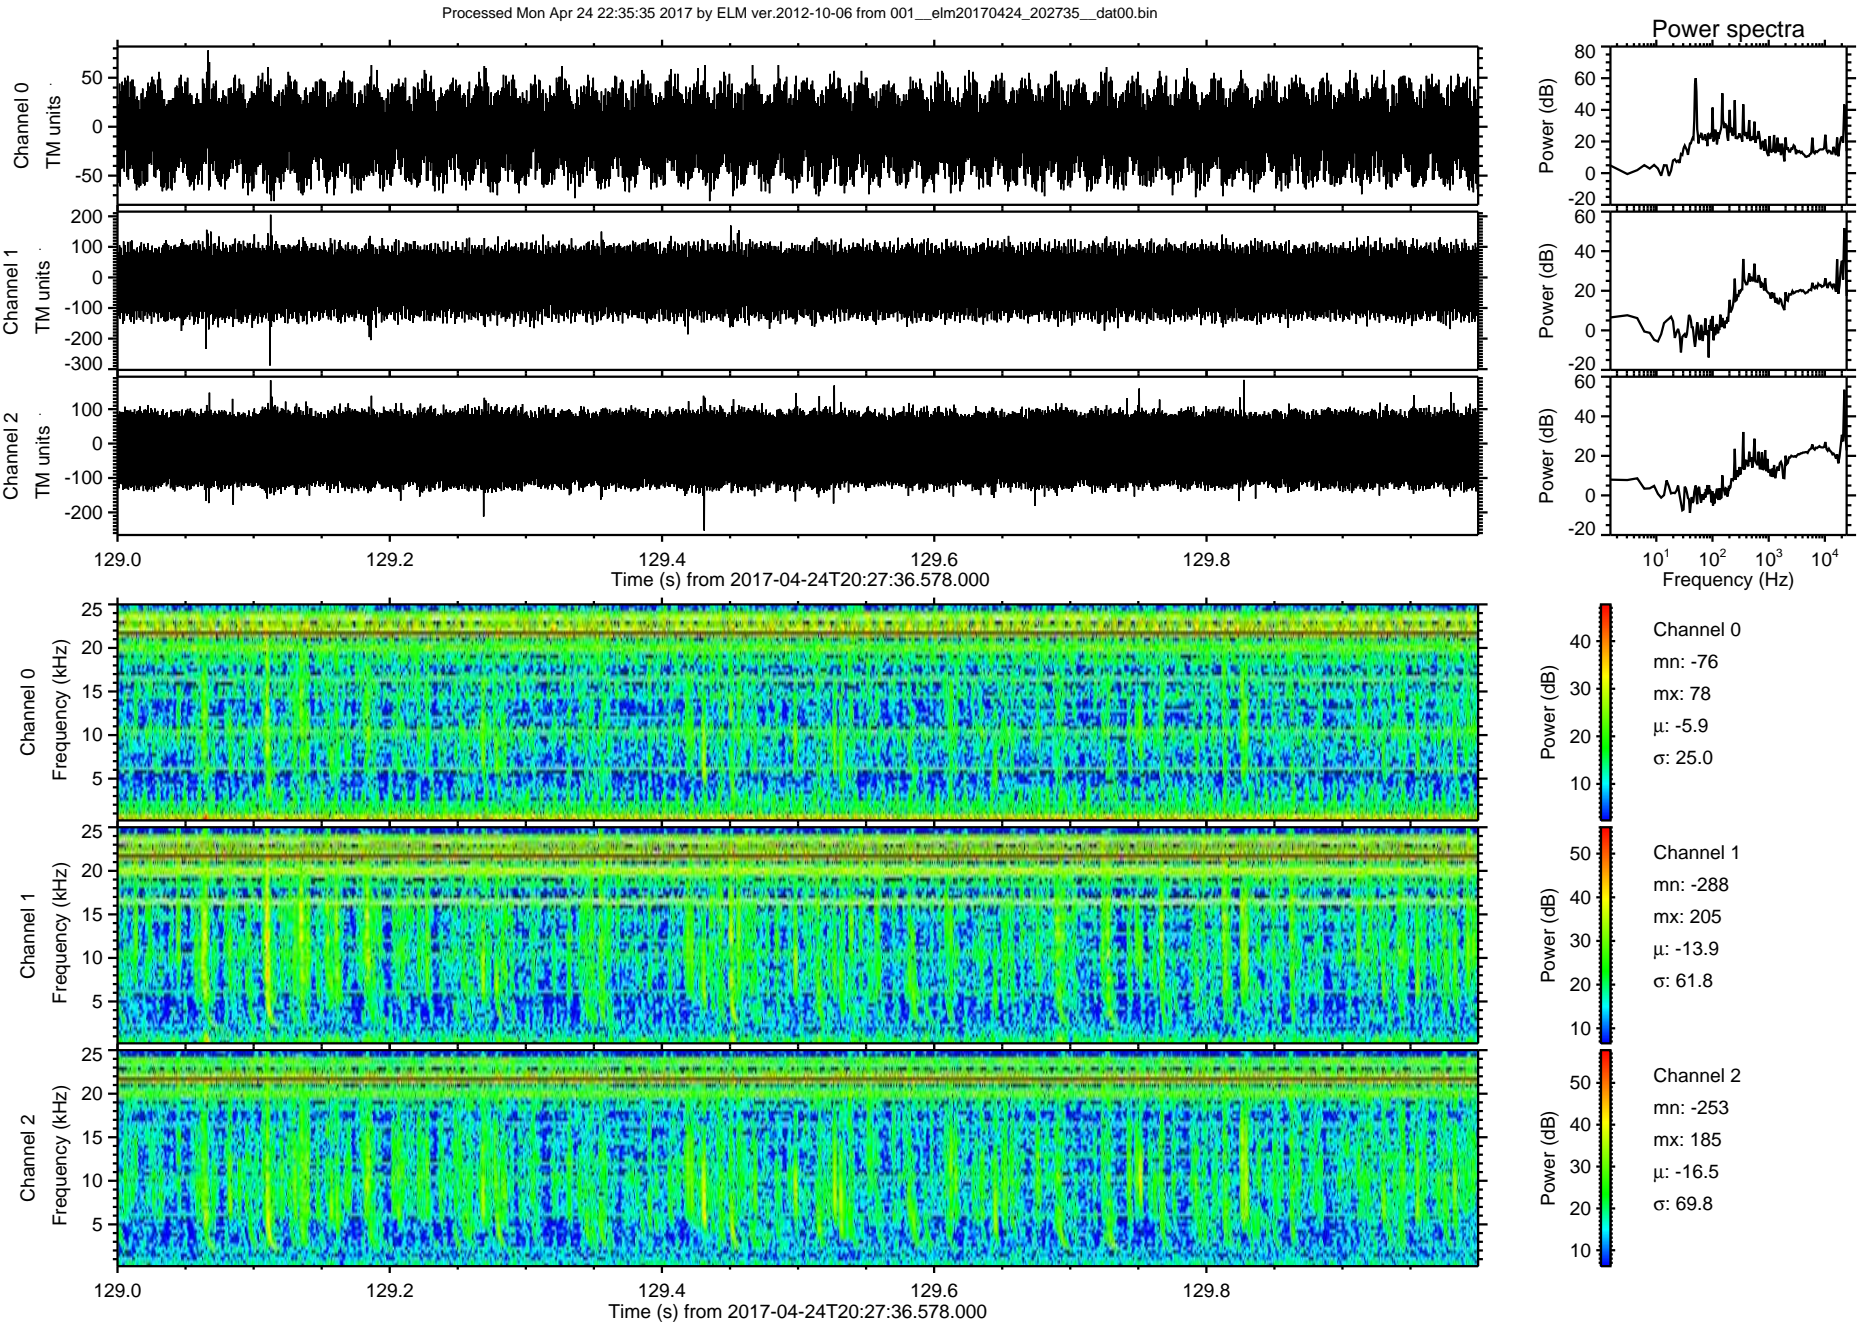 Processed Mon Apr 24 22:35:35 2017 by ELM ver.2012-10-06 from 001__elm20170424_202735__dat00.bin
Power spectra
Channel 0
TM units
50
0
-50
Power (dB)
80
60
40
20
0
-20
Channel 1
TM units
200
100
0
-100
-200
-300
Power (dB)
60
40
20
0
-20
Channel 2
TM units
100
0
-100
-200
Power (dB)
60
40
20
0
-20
129.0
129.2
129.4
129.6
129.8
Time (s) from 2017-04-24T20:27:36.578.000
10^1
10^2
10^3
10^4
Frequency (Hz)
Channel 0
Frequency (kHz)
25
20
15
10
5
Power (dB)
40
30
20
10
Channel 0
mn: -76
mx: 78
μ: -5.9
σ: 25.0
Channel 1
Frequency (kHz)
25
20
15
10
5
Power (dB)
50
40
30
20
10
Channel 1
mn: -288
mx: 205
μ: -13.9
σ: 61.8
Channel 2
Frequency (kHz)
25
20
15
10
5
Power (dB)
50
40
30
20
10
Channel 2
mn: -253
mx: 185
μ: -16.5
σ: 69.8
129.0
129.2
129.4
129.6
129.8
Time (s) from 2017-04-24T20:27:36.578.000